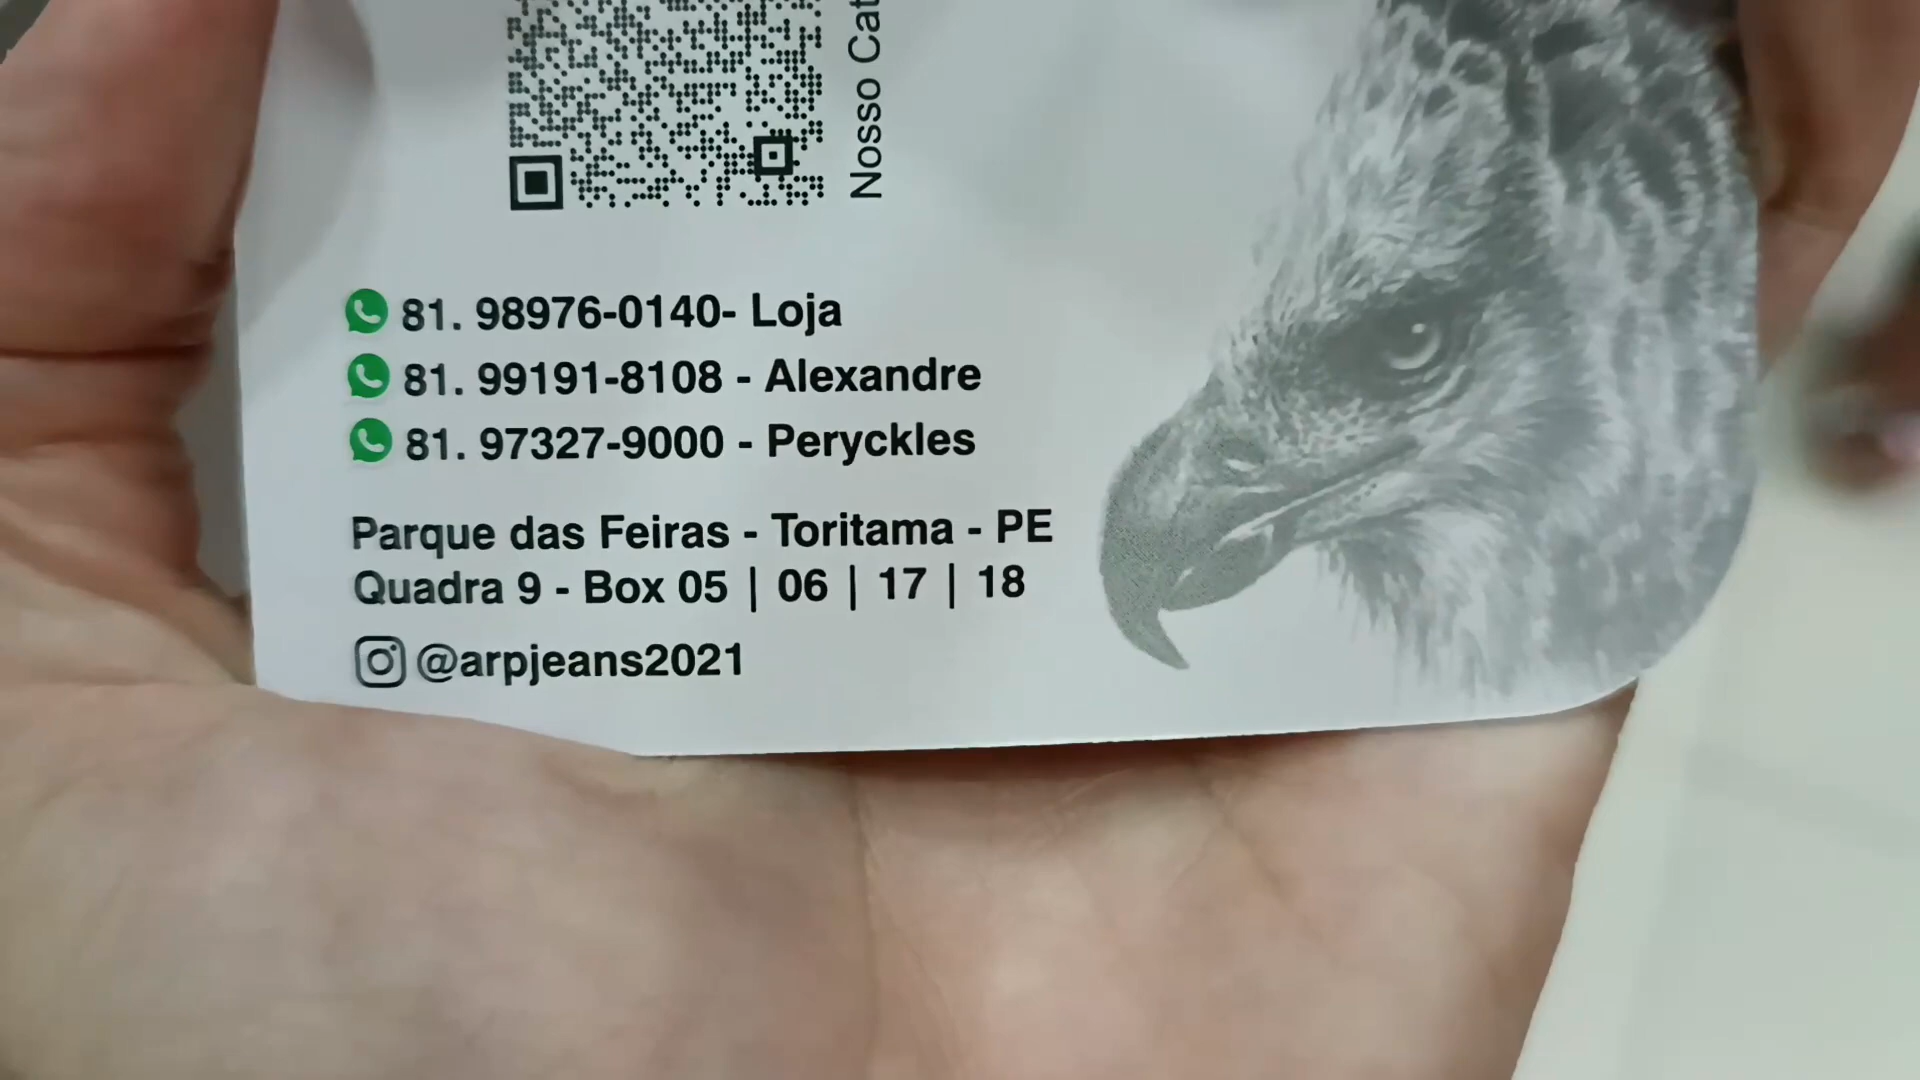 Nosso Cat
81. 98976-0140- Loja
81. 99191-8108 - Alexandre
81. 97327-9000 - Peryckles
Parque das Feiras - Toritama - PE
Quadra 9 - Box 05 | 06 | 17 | 18
@arpjeans2021